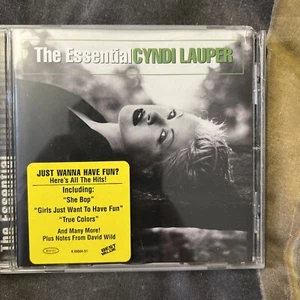 The Essential CYNDI LAUPER
JUST WANNA HAVE FUN?
Here's All The Hits!
Including:
"She Bop"
"Girls Just Want To Have Fun"
"True Colors"
And Many More!
Plus Notes From David Wild
The Essential